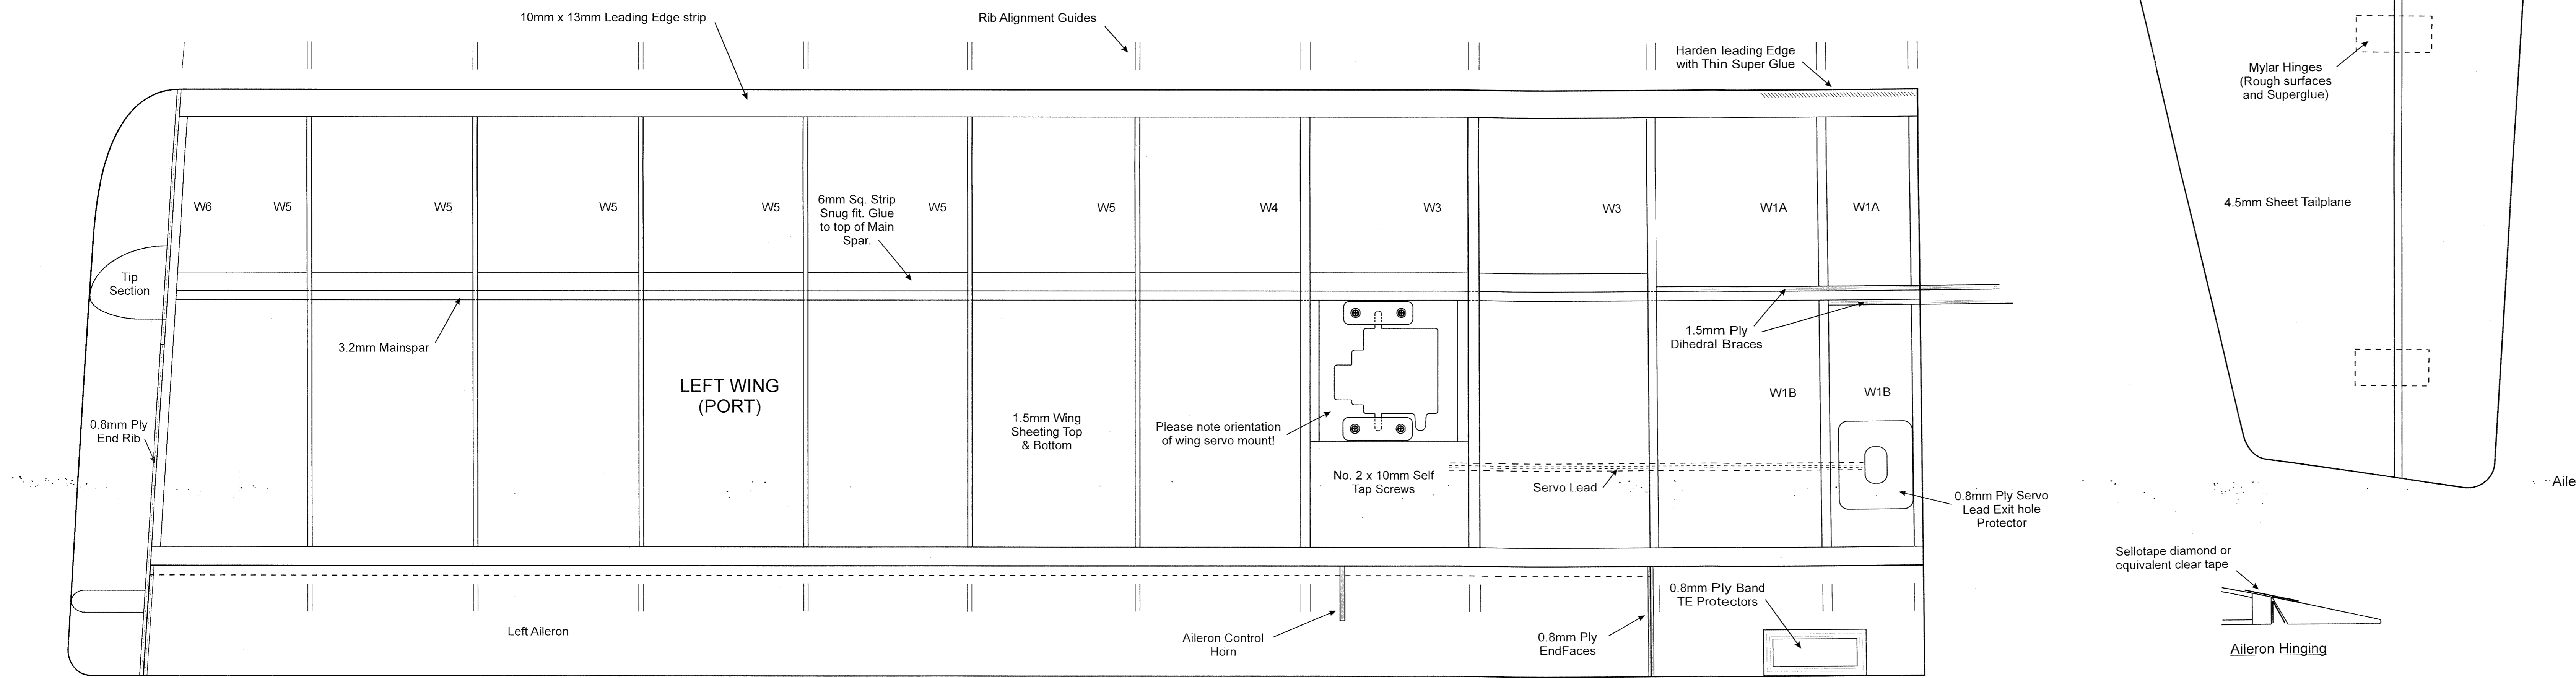 10mm x 13mm Leading Edge strip
Rib Alignment Guides
Harden leading Edge
with Thin Super Glue
Mylar Hinges
(Rough surfaces
and Superglue)
W6
W5
W5
W5
W5
6mm Sq. Strip
Snug fit. Glue
to top of Main
Spar.
W5
W5
W4
W3
W3
W1A
W1A
4.5mm Sheet Tailplane
Tip
Section
3.2mm Mainspar
1.5mm Ply
Dihedral Braces
LEFT WING
(PORT)
W1B
W1B
0.8mm Ply
End Rib
1.5mm Wing
Sheeting Top
& Bottom
Please note orientation
of wing servo mount!
No. 2 x 10mm Self
Tap Screws
Servo Lead
0.8mm Ply Servo
Lead Exit hole
Protector
Aile
Sellotape diamond or
equivalent clear tape
0.8mm Ply Band
TE Protectors
Left Aileron
Aileron Control
Horn
0.8mm Ply
EndFaces
Aileron Hinging